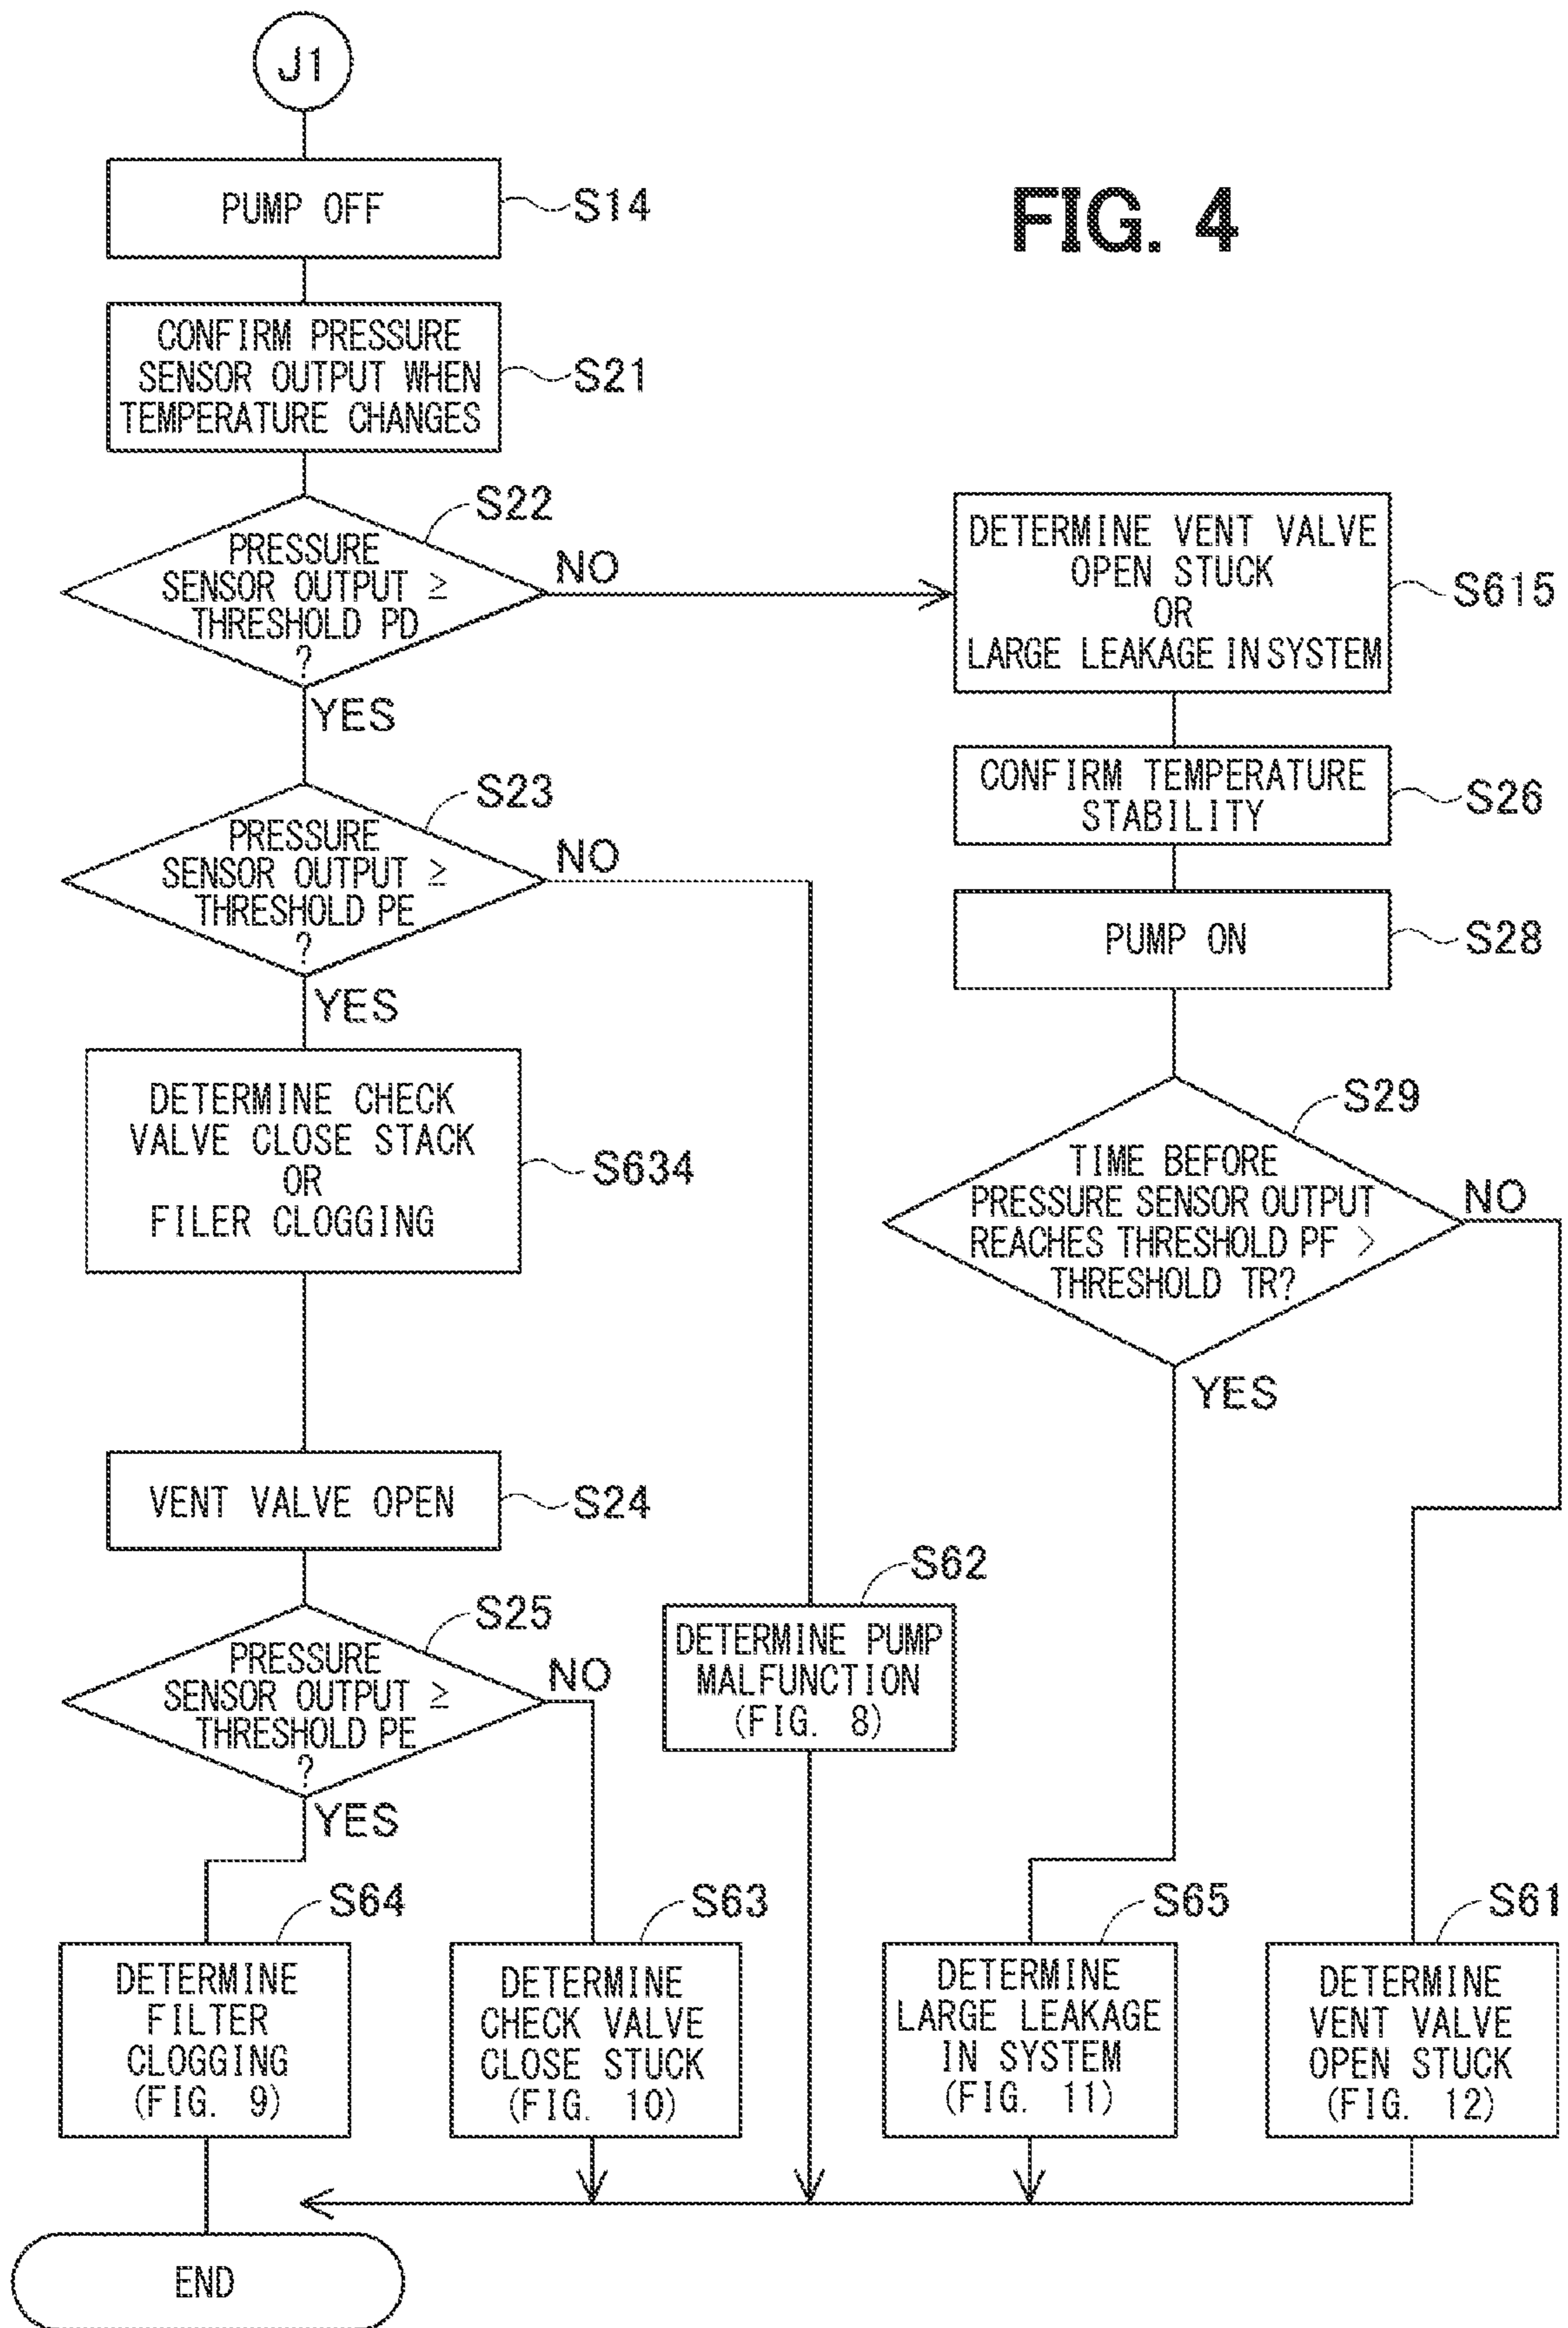 J1
PUMP OFF
S14
FIG. 4
CONFIRM PRESSURE
SENSOR OUTPUT WHEN
TEMPERATURE CHANGES
S21
S22
PRESSURE
SENSOR OUTPUT ≥
THRESHOLD PD
?
NO
YES
DETERMINE VENT VALVE
OPEN STUCK
OR
LARGE LEAKAGE IN SYSTEM
S615
S23
PRESSURE
SENSOR OUTPUT ≥
THRESHOLD PE
?
NO
YES
CONFIRM TEMPERATURE
STABILITY
S26
PUMP ON
S28
DETERMINE CHECK
VALVE CLOSE STACK
OR
FILER CLOGGING
S634
S29
TIME BEFORE
PRESSURE SENSOR OUTPUT
REACHES THRESHOLD PF >
THRESHOLD TR?
NO
YES
VENT VALVE OPEN
S24
S25
PRESSURE
SENSOR OUTPUT ≥
THRESHOLD PE
?
NO
YES
S62
DETERMINE PUMP
MALFUNCTION
(FIG. 8)
S64
DETERMINE
FILTER
CLOGGING
(FIG. 9)
S63
DETERMINE
CHECK VALVE
CLOSE STUCK
(FIG. 10)
S65
DETERMINE
LARGE LEAKAGE
IN SYSTEM
(FIG. 11)
S61
DETERMINE
VENT VALVE
OPEN STUCK
(FIG. 12)
END